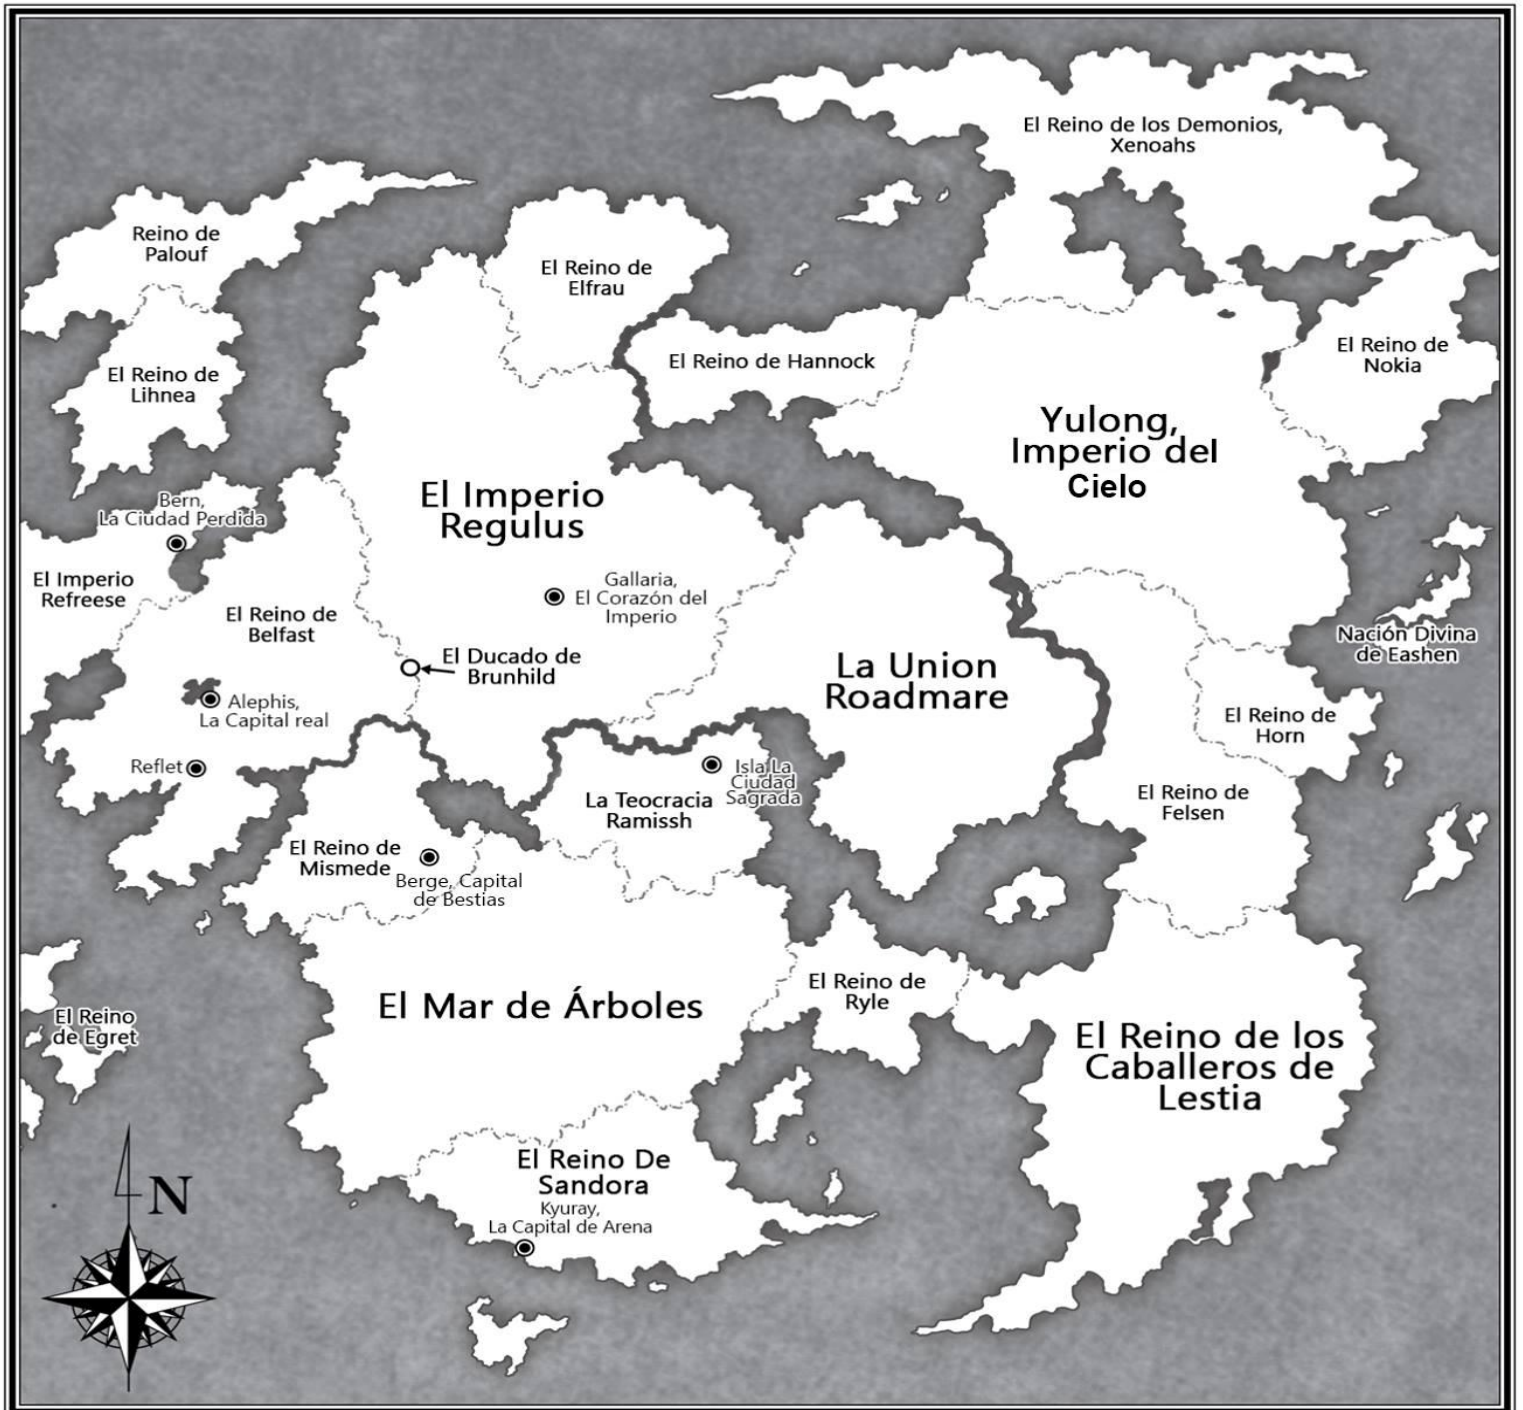 El Reino de los Demonios,
Xenoahs
Reino de
Palouf
El Reino de
Elfrau
El Reino de
Lihnea
El Reino de Hannock
El Reino de
Nokia
Yulong,
Imperio del
Cielo
Bern,
La Ciudad Perdida
El Imperio
Regulus
El Imperio
Refreese
Gallaria,
El Corazón del
Imperio
El Reino de
Belfast
El Ducado de
Brunhild
Nación Divina
de Eashen
La Union
Roadmare
Alephis,
La Capital real
El Reino de
Horn
Reflet
Isla La
Ciudad
Sagrada
La Teocracia
Ramissh
El Reino de
Felsen
El Reino de
Mismede
Berge, Capital
de Bestias
El Mar de Árboles
El Reino de
Ryle
El Reino
de Egret
El Reino de los
Caballeros de
Lestia
El Reino De
Sandora
Kyuray,
La Capital de Arena
N